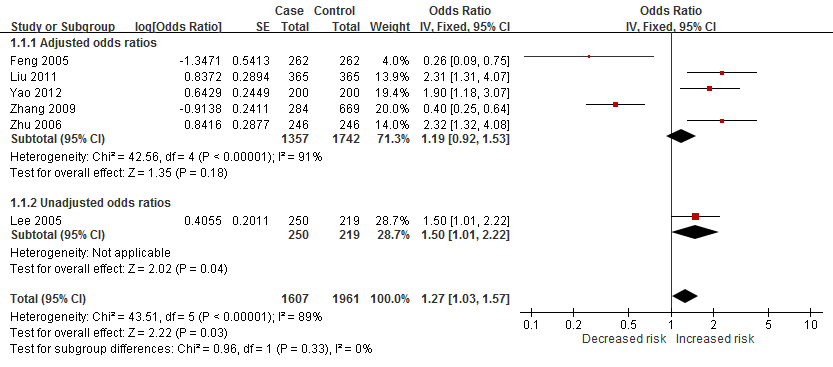 Case Control Odds Ratio Odds Ratio
Study or Subgroup log[Odds Ratio] SE Total Total Weight IV, Fixed, 95% CI IV, Fixed, 95% CI
1.1.1 Adjusted odds ratios
Feng 2005 -1.3471 0.5413 262 262 4.0% 0.26 [0.09, 0.75]
Liu 2011 0.8372 0.2894 365 365 13.9% 2.31 [1.31, 4.07]
Yao 2012 0.6429 0.2449 200 200 19.4% 1.90 [1.18, 3.07]
Zhang 2009 -0.9138 0.2411 284 669 20.0% 0.40 [0.25, 0.64]
Zhu 2006 0.8416 0.2877 246 246 14.0% 2.32 [1.32, 4.08]
Subtotal (95% CI) 1357 1742 71.3% 1.19 [0.92, 1.53]
Heterogeneity: Chi² = 42.56, df = 4 (P < 0.00001); I² = 91%
Test for overall effect: Z = 1.35 (P = 0.18)
1.1.2 Unadjusted odds ratios
Lee 2005 0.4055 0.2011 250 219 28.7% 1.50 [1.01, 2.22]
Subtotal (95% CI) 250 219 28.7% 1.50 [1.01, 2.22]
Heterogeneity: Not applicable
Test for overall effect: Z = 2.02 (P = 0.04)
Total (95% CI) 1607 1961 100.0% 1.27 [1.03, 1.57]
Heterogeneity: Chi² = 43.51, df = 5 (P < 0.00001); I² = 89%
Test for overall effect: Z = 2.22 (P = 0.03)
Test for subgroup differences: Chi² = 0.96, df = 1 (P = 0.33), I² = 0%
0.1 0.2 0.5 1 2 5 10
Decreased risk Increased risk